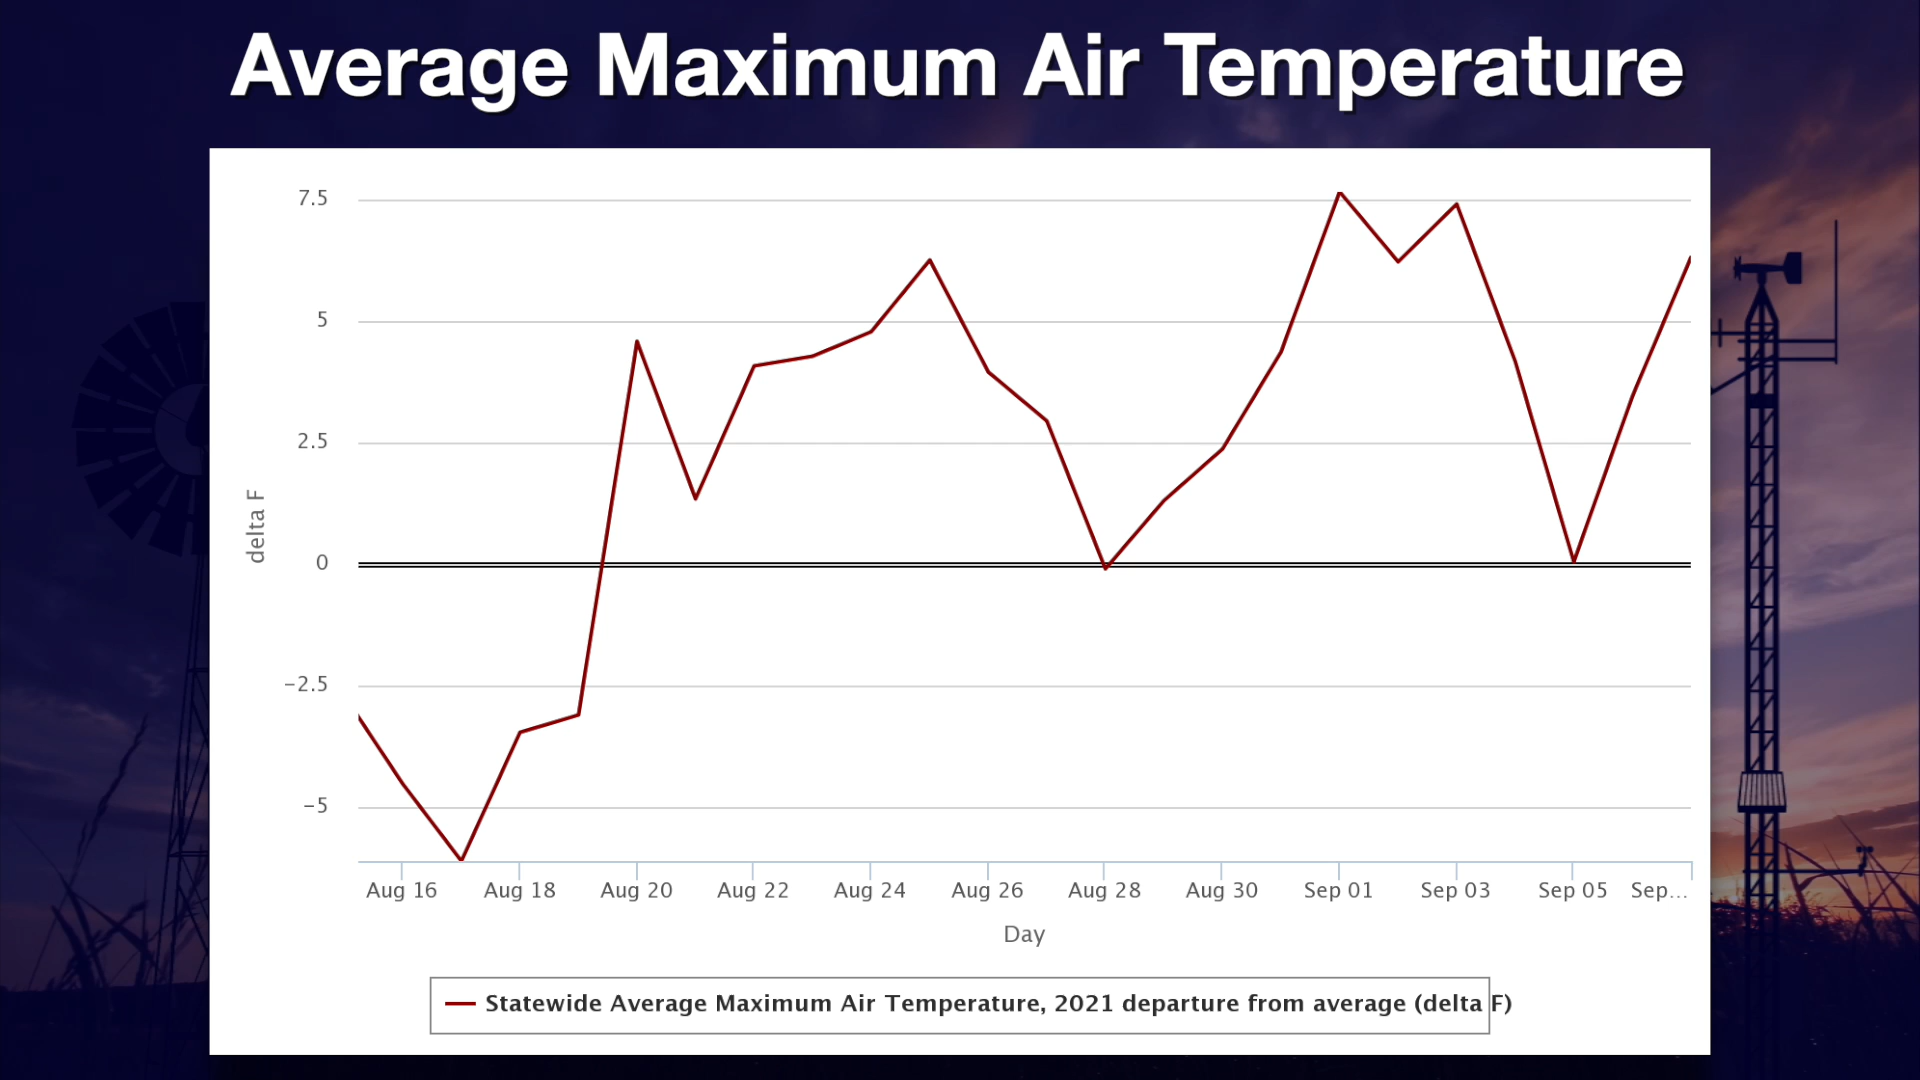 Average Maximum Air Temperature
7.5
5
2.5
0
−2.5
−5
delta F
Aug 16 Aug 18 Aug 20 Aug 22 Aug 24 Aug 26 Aug 28 Aug 30 Sep 01 Sep 03 Sep 05 Sep...
Day
Statewide Average Maximum Air Temperature, 2021 departure from average (delta F)